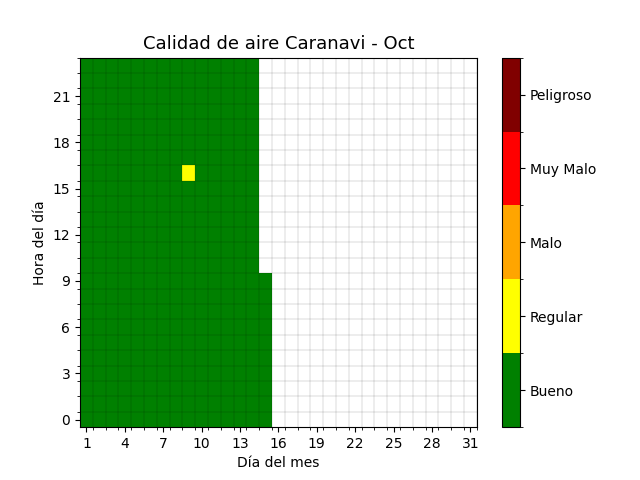 Calidad de aire Caranavi - Oct
21
18
15
12
9
6
3
0
Hora del día
1 4 7 10 13 16 19 22 25 28 31
Día del mes
Peligroso
Muy Malo
Malo
Regular
Bueno